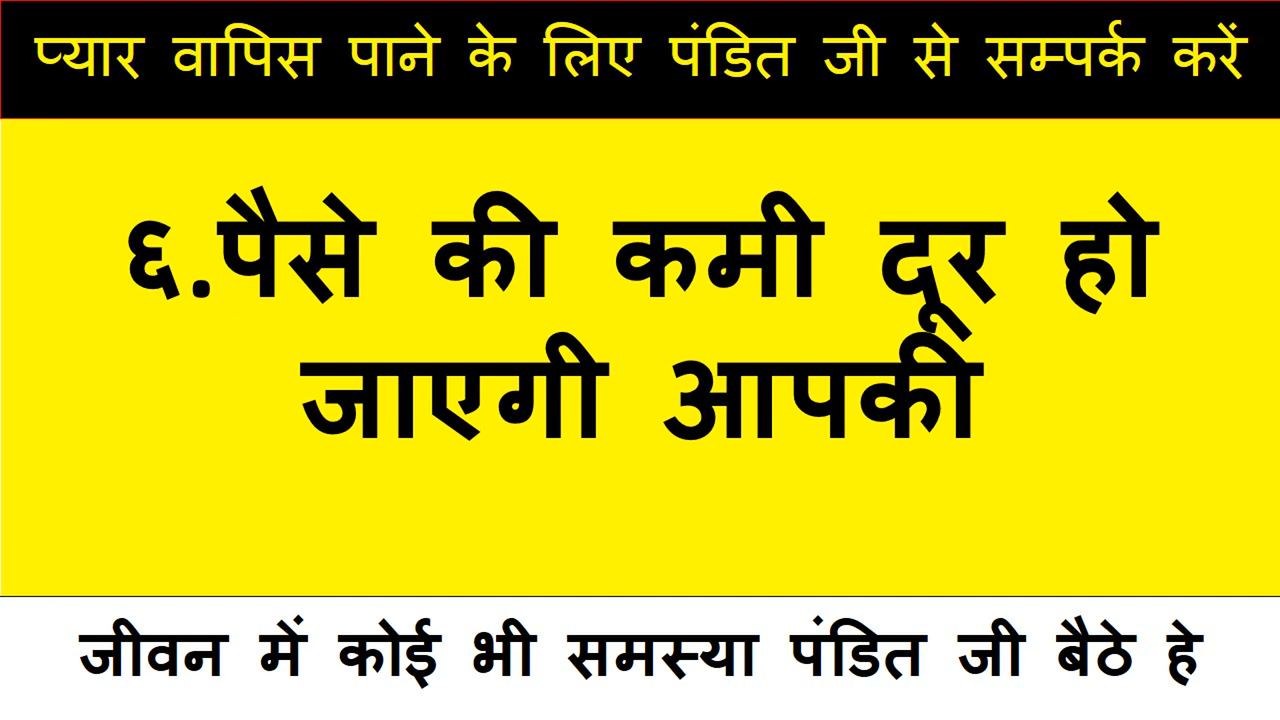 प्यार वापिस पाने के लिए पंडित जी से सम्पर्क करें
६.पैसे की कमी दूर हो
जाएगी आपकी
जीवन में कोई भी समस्या पंडित जी बैठे हे